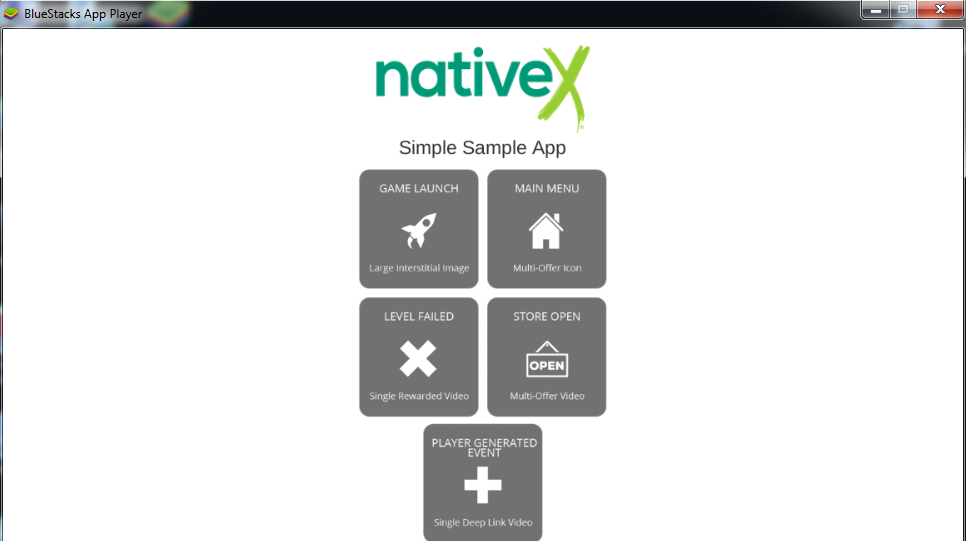 BlueStacks App Player
nativeX
Simple Sample App
GAME LAUNCH
Large Interstitial Image
MAIN MENU
Multi-Offer Icon
LEVEL FAILED
Single Rewarded Video
STORE OPEN
OPEN
Multi-Offer Video
PLAYER GENERATED
EVENT
Single Deep Link Video